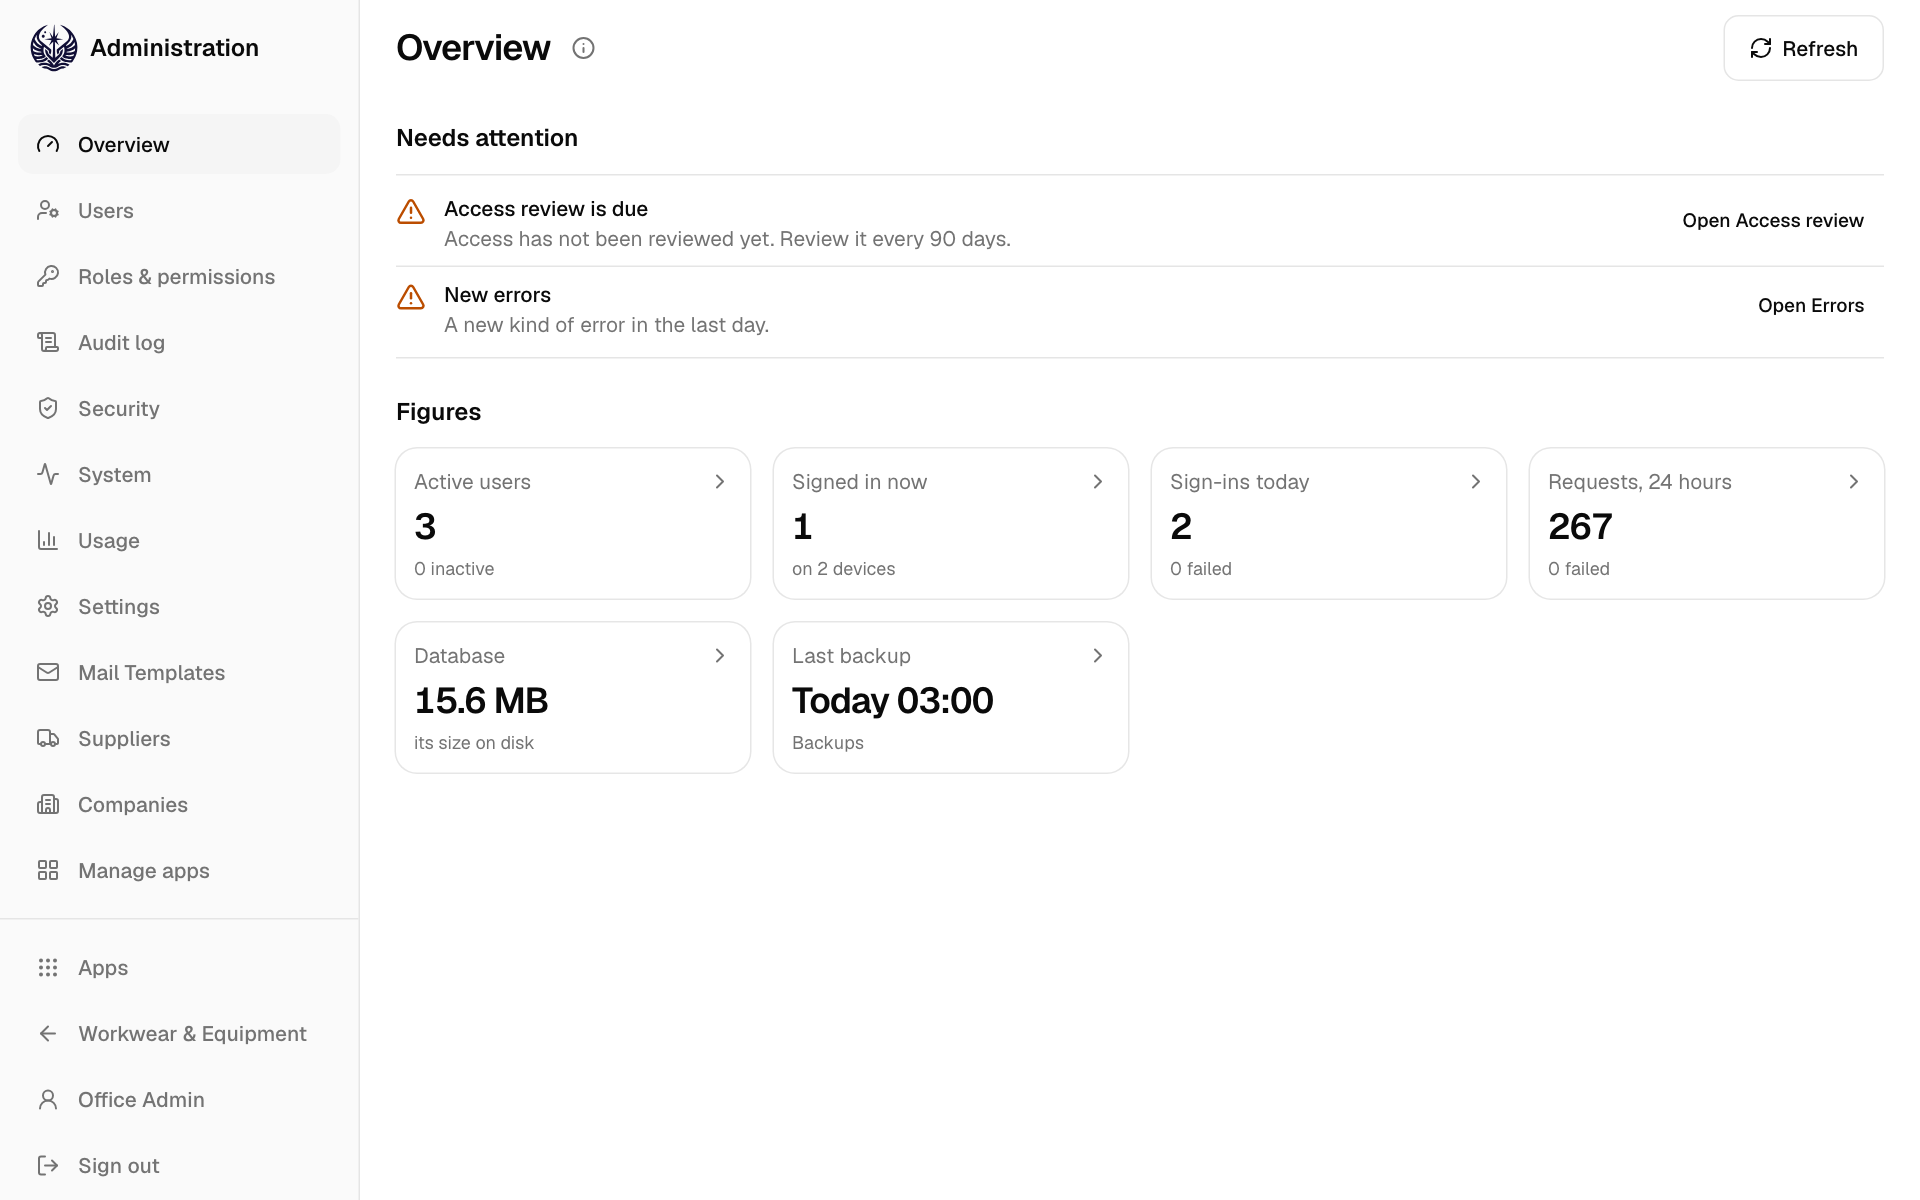 Administration
Overview
Users
Roles & permissions
Audit log
Security
System
Usage
Settings
Mail Templates
Suppliers
Companies
Manage apps
Apps
Workwear & Equipment
Office Admin
Sign out
Overview
Refresh
Needs attention
Access review is due
Access has not been reviewed yet. Review it every 90 days.
Open Access review
New errors
A new kind of error in the last day.
Open Errors
Figures
Active users
3
0 inactive
Signed in now
1
on 2 devices
Sign-ins today
2
0 failed
Requests, 24 hours
267
0 failed
Database
15.6 MB
its size on disk
Last backup
Today 03:00
Backups